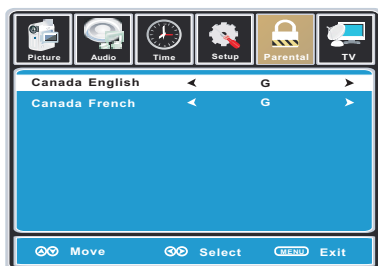 Picture Audio Time Setup Parental TV
Canada English G
Canada French G
Move Select MENU Exit